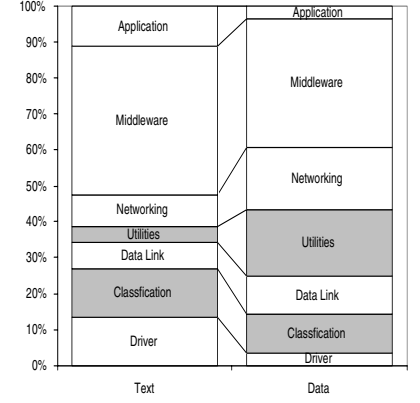 100%
90%
80%
70%
60%
50%
40%
30%
20%
10%
0%
Application
Middleware
Networking
Utilities
Data Link
Classfication
Driver
Application
Middleware
Networking
Utilities
Data Link
Classfication
Driver
Text
Data